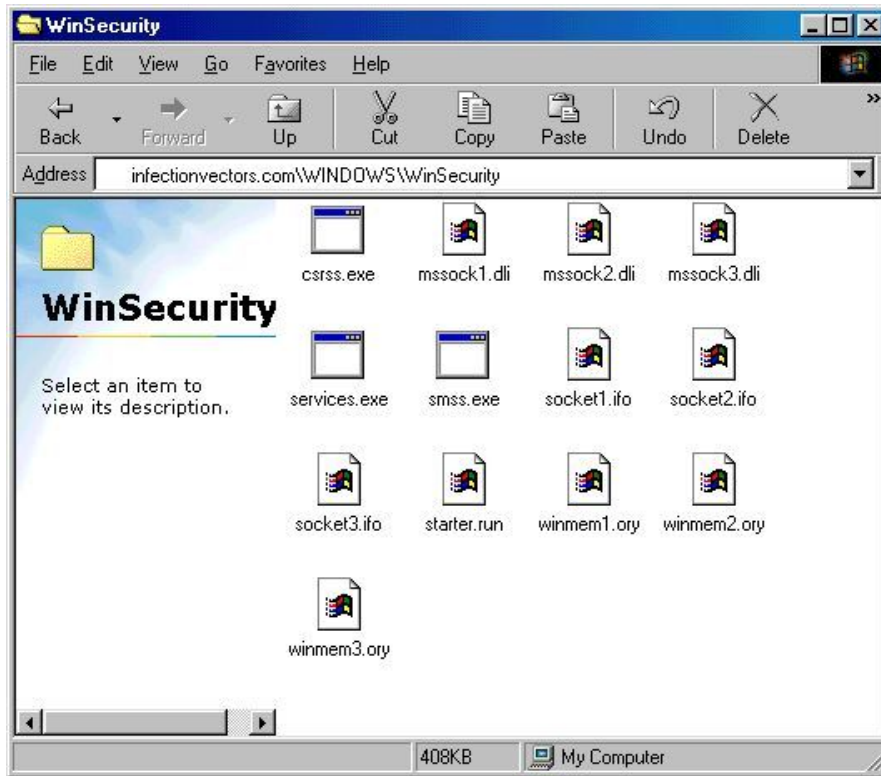 WinSecurity
File Edit View Go Favorites Help
Back Forward Up Cut Copy Paste Undo Delete »
Address infectionvectors.com\WINDOWS\WinSecurity
WinSecurity
Select an item to
view its description.
csrss.exe mssock1.dli mssock2.dli mssock3.dli
services.exe smss.exe socket1.ifo socket2.ifo
socket3.ifo starter.run winmem1.ory winmem2.ory
winmem3.ory
408KB My Computer